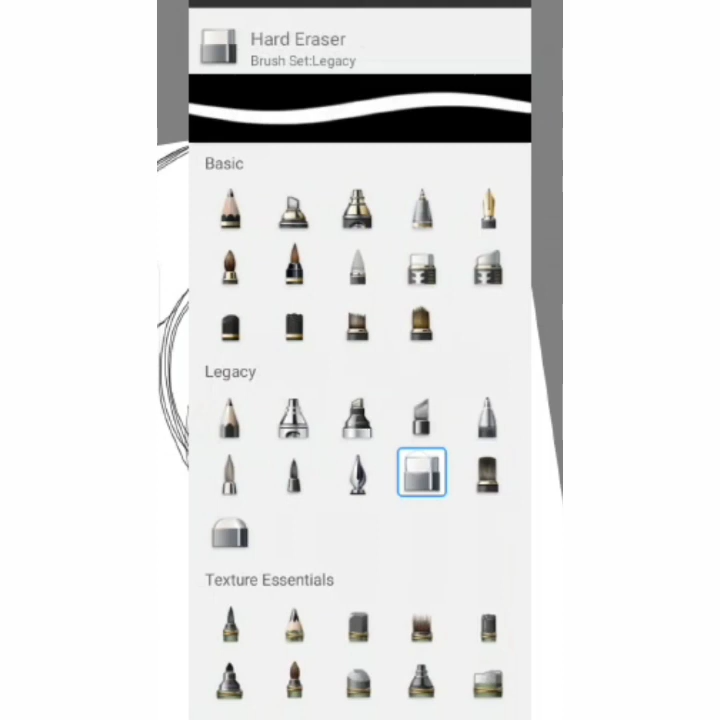 Hard Eraser
Brush Set:Legacy
Basic
Legacy
Texture Essentials